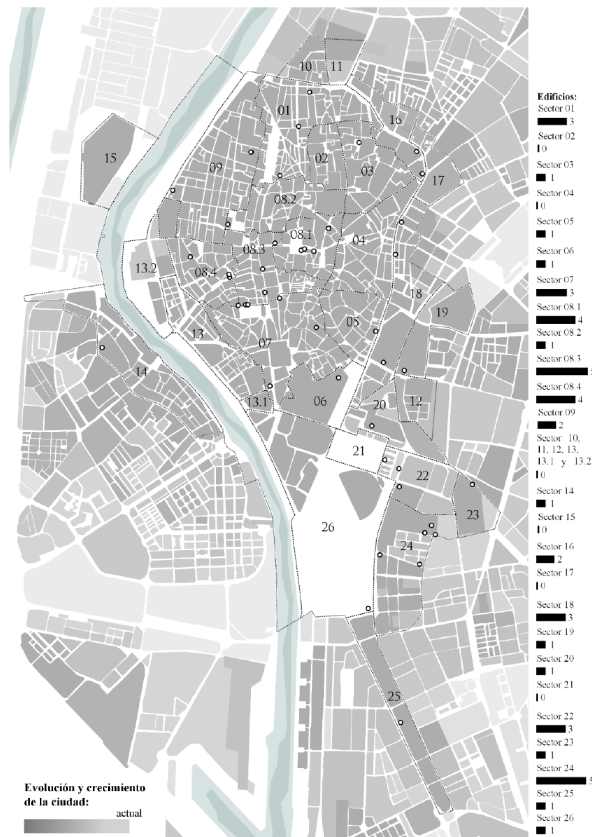 10
11
01
16
15
02
03
09
17
08.2
08.1
04
08.3
13.2
08.4
18
19
05
13
07
14
06
13.1
12
20
21
22
23
26
24
25
Evolución y crecimiento
de la ciudad:
actual
Edificios:
Sector 01
3
Sector 02
0
Sector 03
1
Sector 04
0
Sector 05
1
Sector 06
1
Sector 07
3
Sector 08.1
4
Sector 08.2
1
Sector 08.3
5
Sector 08.4
4
Sector 09
2
Sector 10,
11, 12, 13,
13.1 y 13.2
0
Sector 14
1
Sector 15
0
Sector 16
2
Sector 17
0
Sector 18
3
Sector 19
1
Sector 20
1
Sector 21
0
Sector 22
3
Sector 23
1
Sector 24
5
Sector 25
1
Sector 26
1